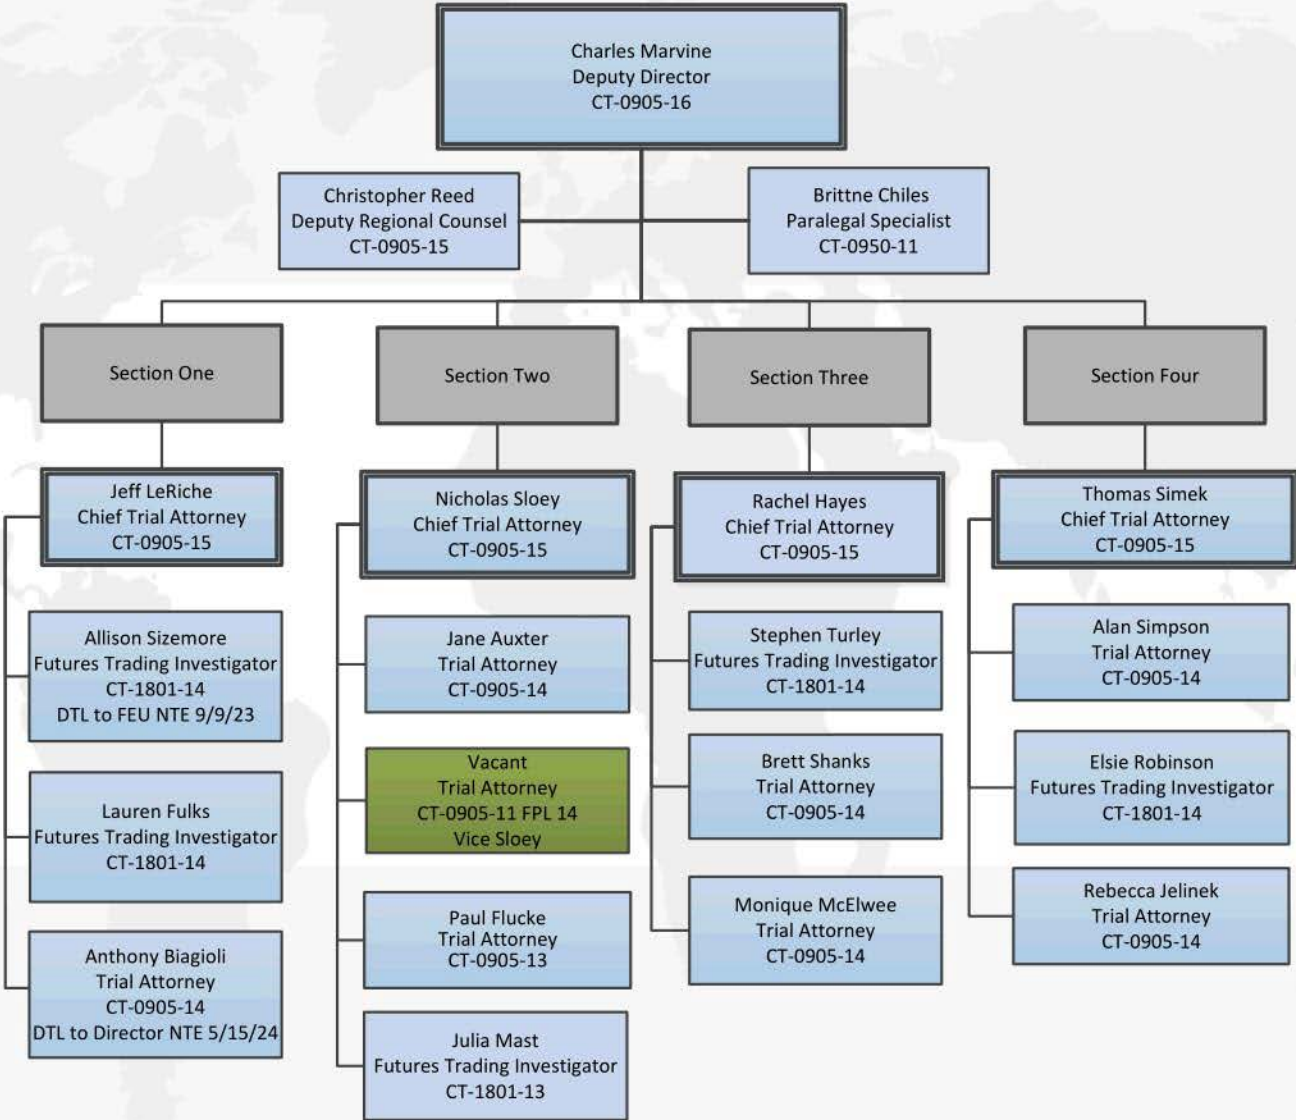 Charles Marvine
Deputy Director
CT-0905-16
Christopher Reed
Deputy Regional Counsel
CT-0905-15
Brittne Chiles
Paralegal Specialist
CT-0950-11
Section One
Section Two
Section Three
Section Four
Jeff LeRiche
Chief Trial Attorney
CT-0905-15
Allison Sizemore
Futures Trading Investigator
CT-1801-14
DTL to FEU NTE 9/9/23
Lauren Fulks
Futures Trading Investigator
CT-1801-14
Anthony Biagioli
Trial Attorney
CT-0905-14
DTL to Director NTE 5/15/24
Nicholas Sloey
Chief Trial Attorney
CT-0905-15
Jane Auxter
Trial Attorney
CT-0905-14
Vacant
Trial Attorney
CT-0905-11 FPL 14
Vice Sloey
Paul Flucke
Trial Attorney
CT-0905-13
Julia Mast
Futures Trading Investigator
CT-1801-13
Rachel Hayes
Chief Trial Attorney
CT-0905-15
Stephen Turley
Futures Trading Investigator
CT-1801-14
Brett Shanks
Trial Attorney
CT-0905-14
Monique McElwee
Trial Attorney
CT-0905-14
Thomas Simek
Chief Trial Attorney
CT-0905-15
Alan Simpson
Trial Attorney
CT-0905-14
Elsie Robinson
Futures Trading Investigator
CT-1801-14
Rebecca Jelinek
Trial Attorney
CT-0905-14